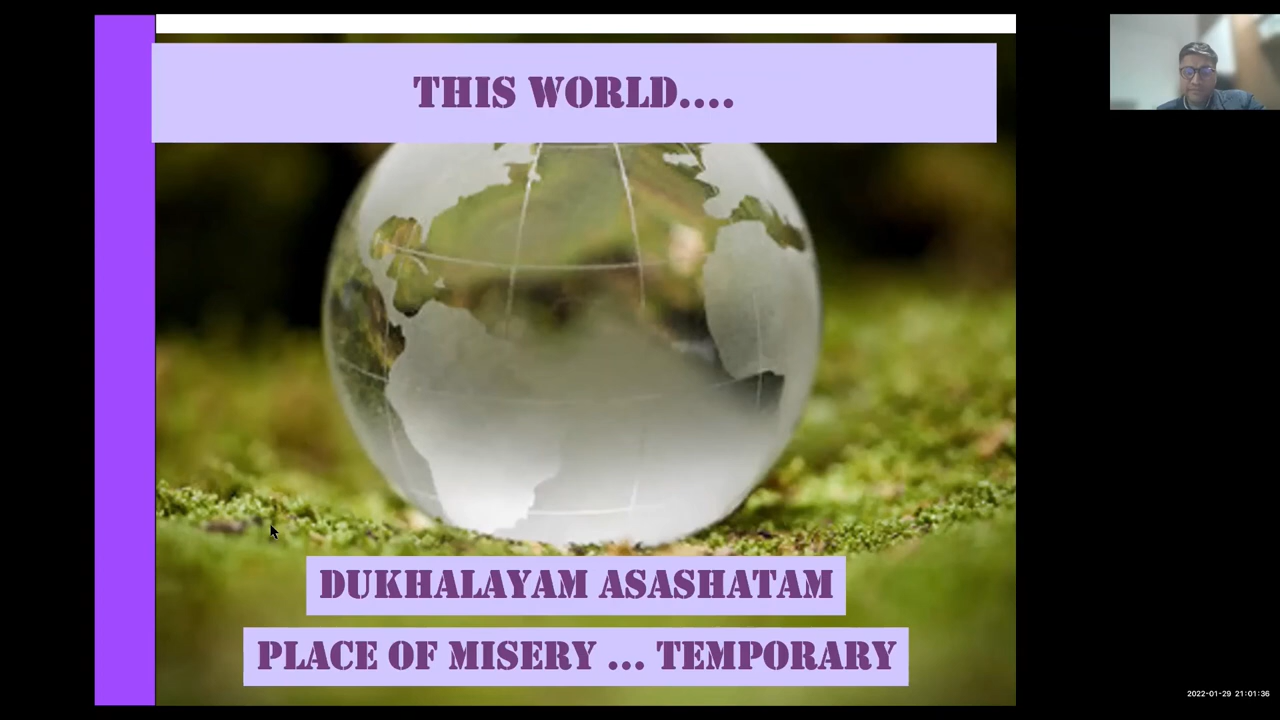 THIS WORLD....
DUKHALAYAM ASASHATAM
PLACE OF MISERY ... TEMPORARY
2022-01-29 21:01:36